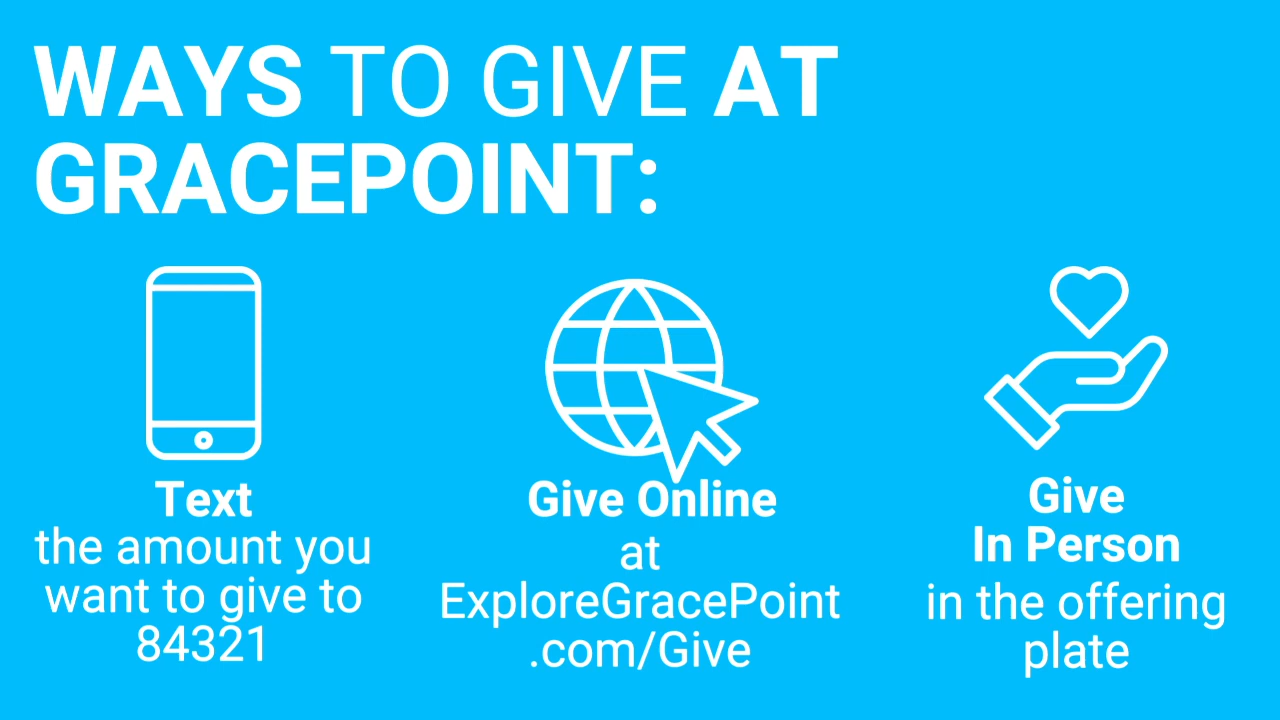 WAYS TO GIVE AT
GRACEPOINT:
Text
the amount you
want to give to
84321
Give Online
at
ExploreGracePoint
.com/Give
Give
In Person
in the offering
plate